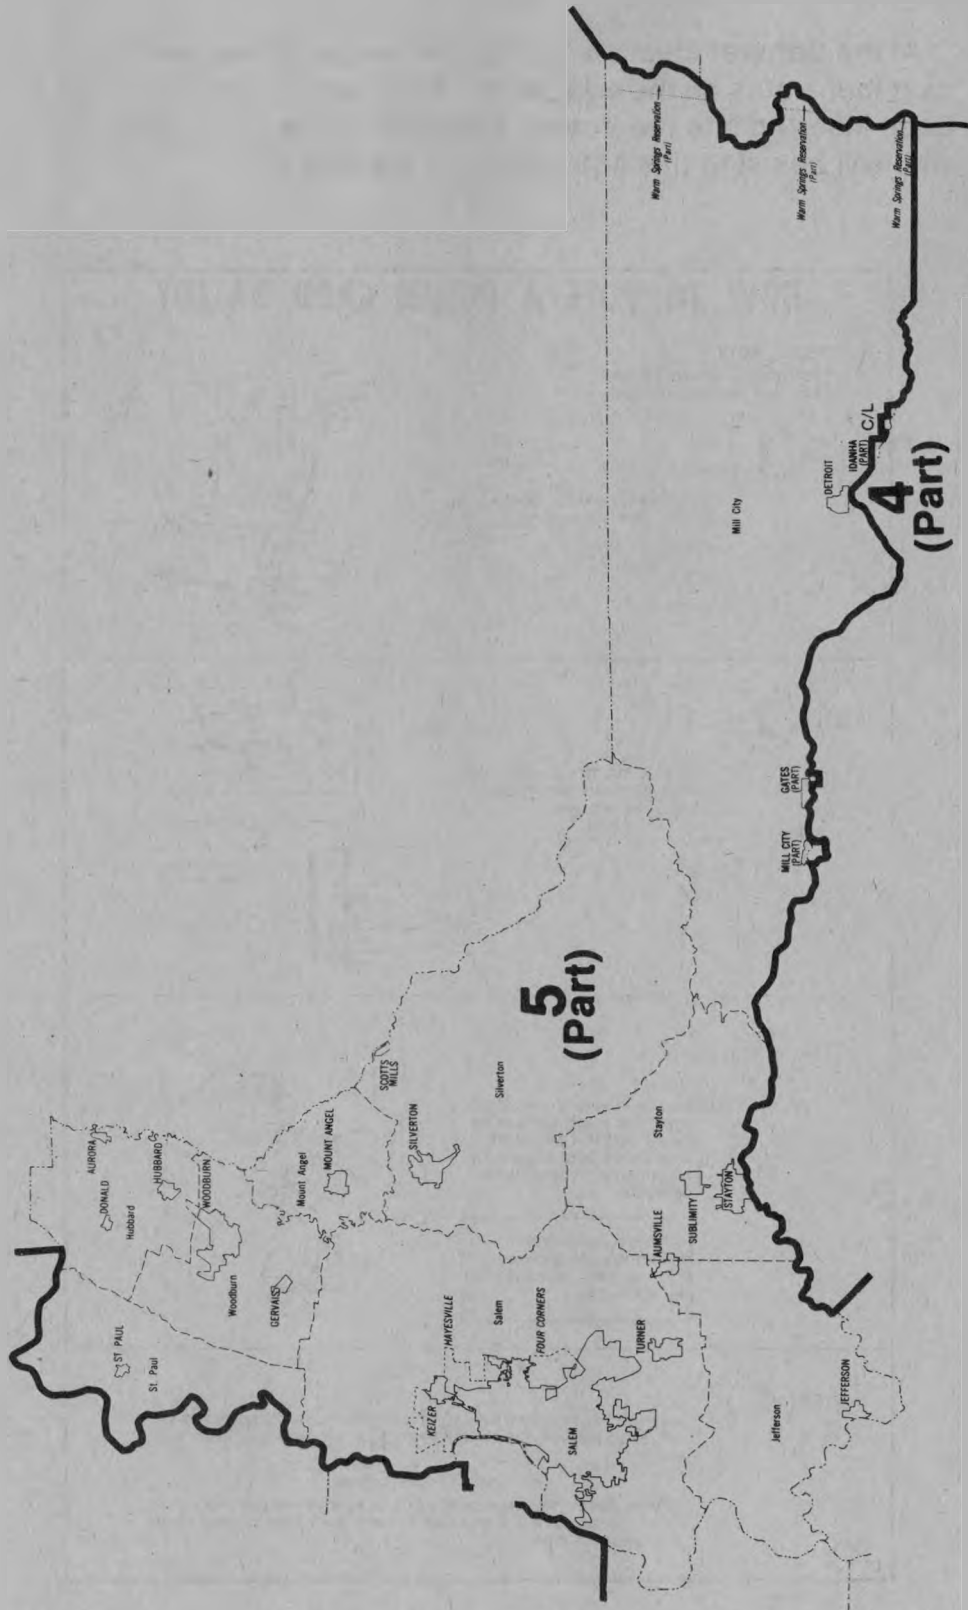 AURORA
DONALD
HUBBARD
Hubbard
WOODBURN
ST PAUL
St. Paul
Woodburn
GERVAIS
Mount Angel
MOUNT ANGEL
SCOTTS
MILLS
SILVERTON
Silverton
KEIZER
HAYESVILLE
Salem
FOUR CORNERS
5
(Part)
SALEM
TURNER
AUMSVILLE
Stayton
SUBLIMITY
STAYTON
Jefferson
JEFFERSON
Mill City
MILL CITY
(PART)
GATES
(PART)
DETROIT
IDANHA
(PART)
C/L
4
(Part)
Warm Springs Reservation
(Part)
Warm Springs Reservation
(Part)
Warm Springs Reservation
(Part)